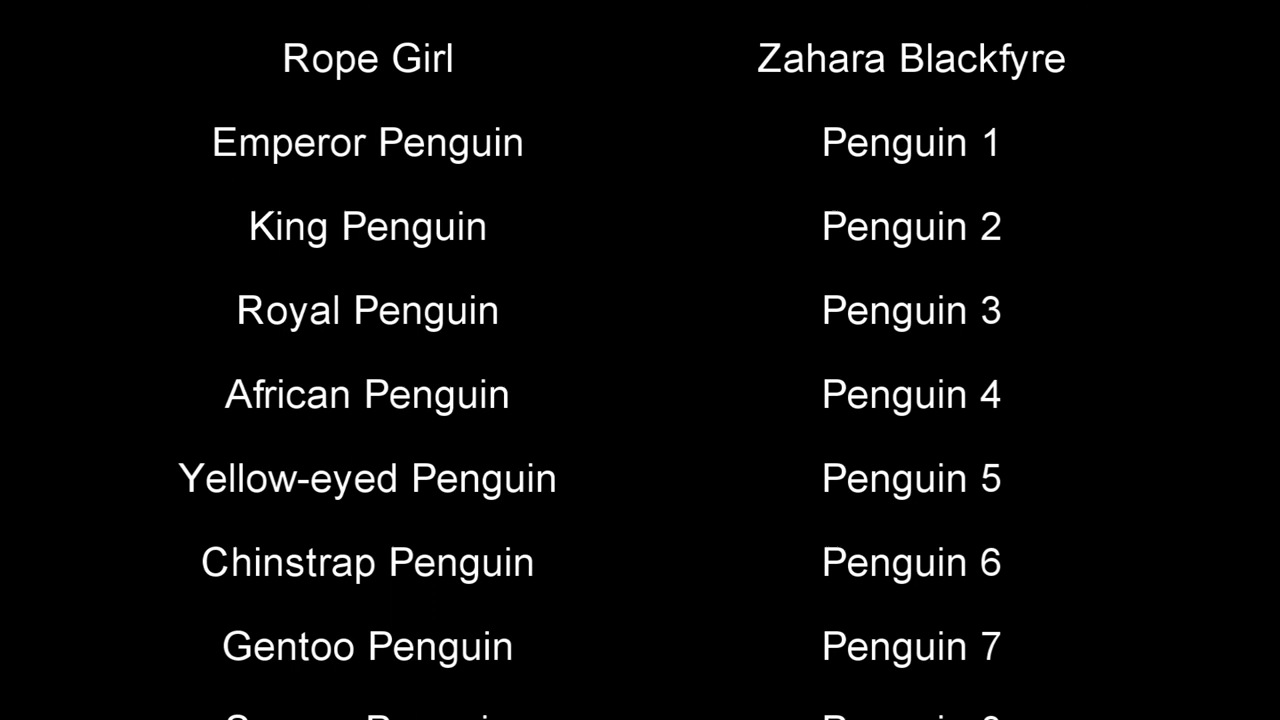 Rope Girl Zahara Blackfyre
Emperor Penguin Penguin 1
King Penguin Penguin 2
Royal Penguin Penguin 3
African Penguin Penguin 4
Yellow-eyed Penguin Penguin 5
Chinstrap Penguin Penguin 6
Gentoo Penguin Penguin 7